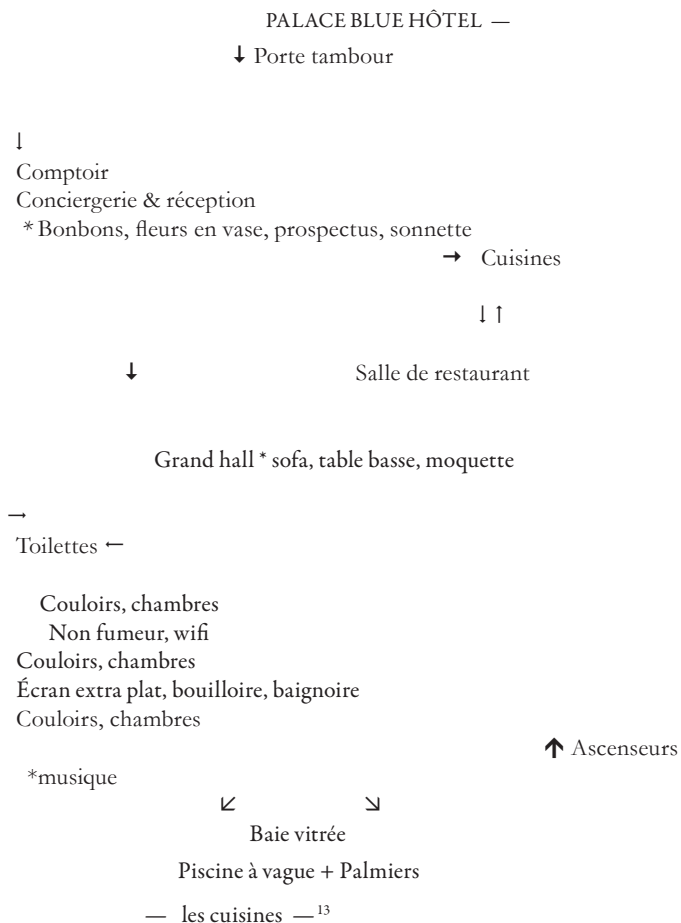 PALACE BLUE HÔTEL —
↓ Porte tambour
↓
Comptoir
Conciergerie & réception
* Bonbons, fleurs en vase, prospectus, sonnette
→ Cuisines
↓ ↑
↓ Salle de restaurant
Grand hall * sofa, table basse, moquette
→
Toilettes ←
Couloirs, chambres
Non fumeur, wifi
Couloirs, chambres
Écran extra plat, bouilloire, baignoire
Couloirs, chambres
↑ Ascenseurs
*musique
↙ ↘
Baie vitrée
Piscine à vague + Palmiers
— les cuisines —13